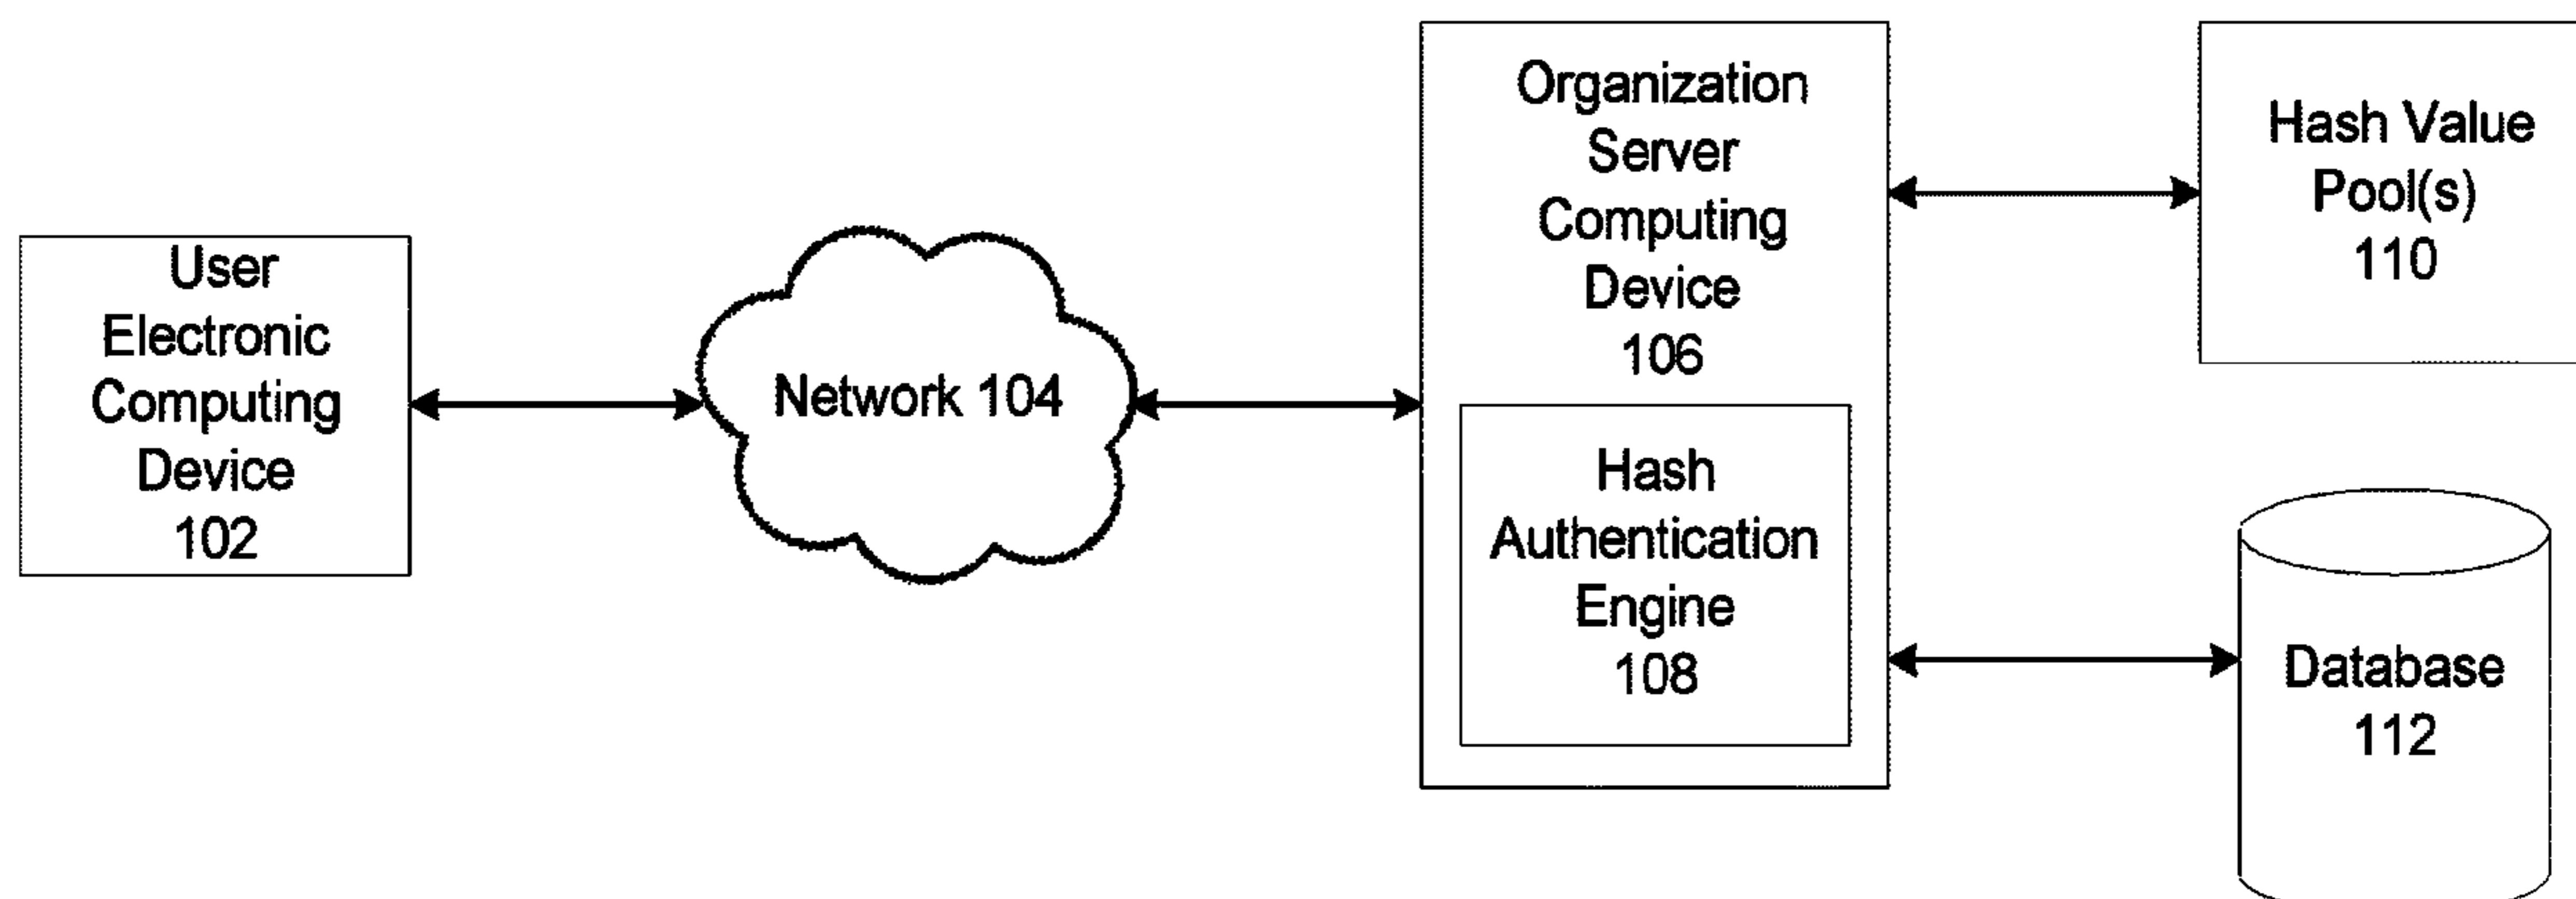 User
Electronic
Computing
Device
102
Network 104
Organization
Server
Computing
Device
106
Hash
Authentication
Engine
108
Hash Value
Pool(s)
110
Database
112